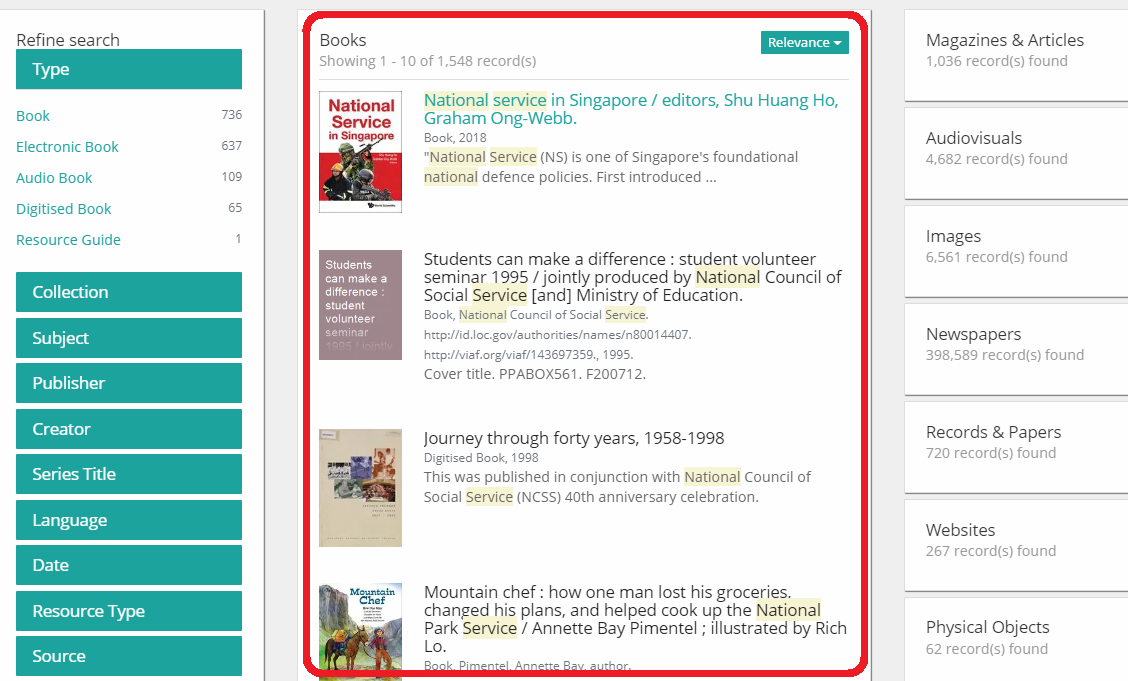 Refine search
Type
Book 736
Electronic Book 637
Audio Book 109
Digitised Book 65
Resource Guide 1
Collection
Subject
Publisher
Creator
Series Title
Language
Date
Resource Type
Source
Books
Relevance
Showing 1 - 10 of 1,548 record(s)
National
Service
in Singapore
National service in Singapore / editors, Shu Huang Ho,
Graham Ong-Webb.
Book, 2018
"National Service (NS) is one of Singapore's foundational
national defence policies. First introduced ...
Students
can make a
difference :
student
volunteer
seminar
1995 / jointly
Students can make a difference : student volunteer
seminar 1995 / jointly produced by National Council of
Social Service [and] Ministry of Education.
Book, National Council of Social Service.
http://id.loc.gov/authorities/names/n80014407.
http://viaf.org/viaf/143697359., 1995.
Cover title. PPABOX561. F200712.
Journey through forty years, 1958-1998
Digitised Book, 1998
This was published in conjunction with National Council of
Social Service (NCSS) 40th anniversary celebration.
Mountain
Chef
Mountain chef : how one man lost his groceries.
changed his plans, and helped cook up the National
Park Service / Annette Bay Pimentel ; illustrated by Rich
Lo.
Book, Pimentel, Annette Bay, author.
Magazines & Articles
1,036 record(s) found
Audiovisuals
4,682 record(s) found
Images
6,561 record(s) found
Newspapers
398,589 record(s) found
Records & Papers
720 record(s) found
Websites
267 record(s) found
Physical Objects
62 record(s) found